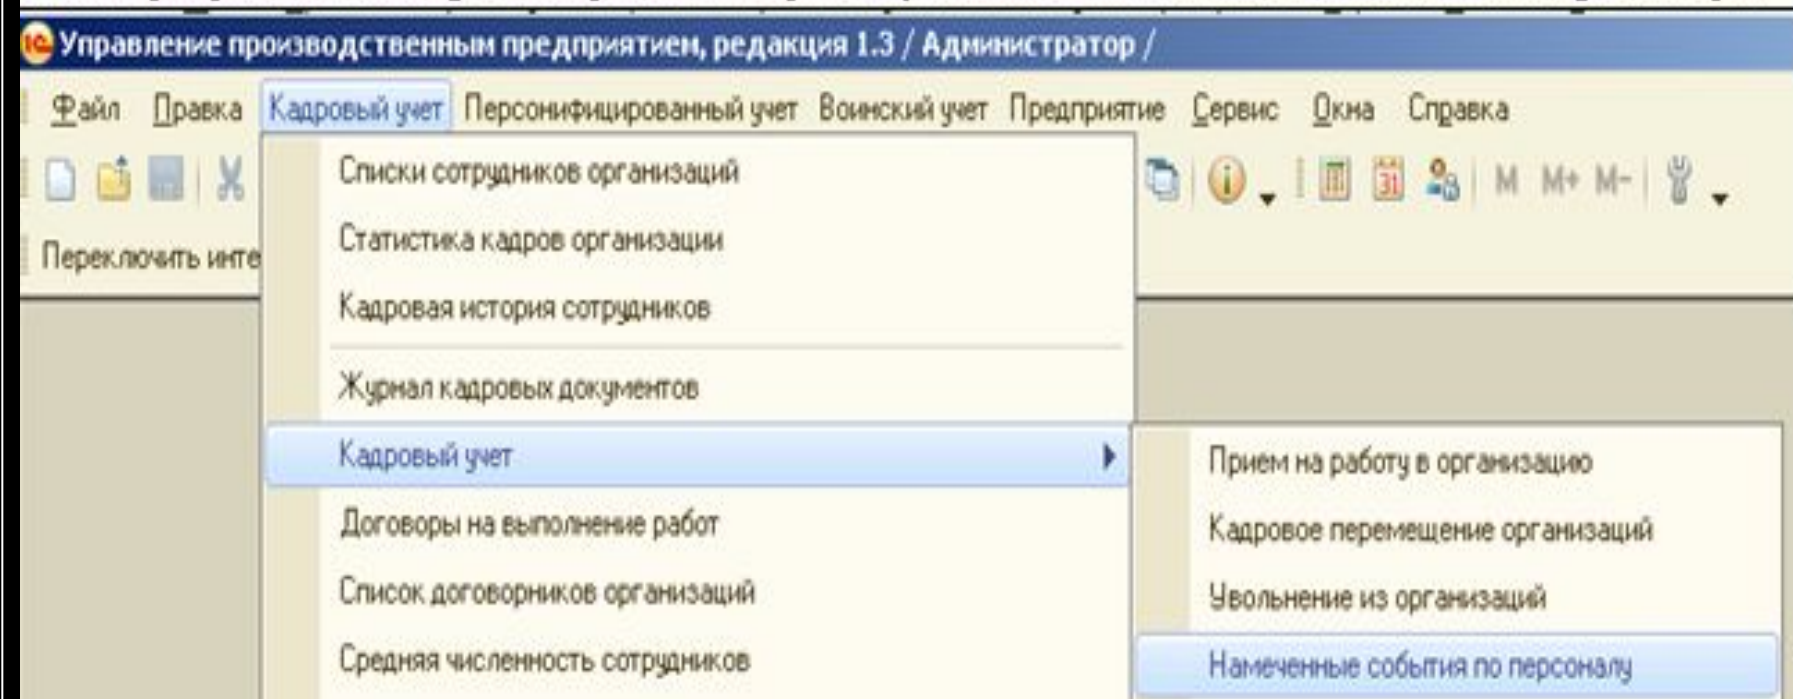 Управление производственным предприятием, редакция 1.3 / Администратор /
Файл Правка Кадровый учет Персонифицированный учет Воинский учет Предприятие Сервис Окна Справка
Списки сотрудников организаций
31 M M+ M-
Статистика кадров организации
Переключить инте
Кадровая история сотрудников
Журнал кадровых документов
Кадровый учет
Прием на работу в организацию
Договоры на выполнение работ
Кадровое перемещение организаций
Список договорников организаций
Увольнение из организаций
Средняя численность сотрудников
Намеченные события по персоналу